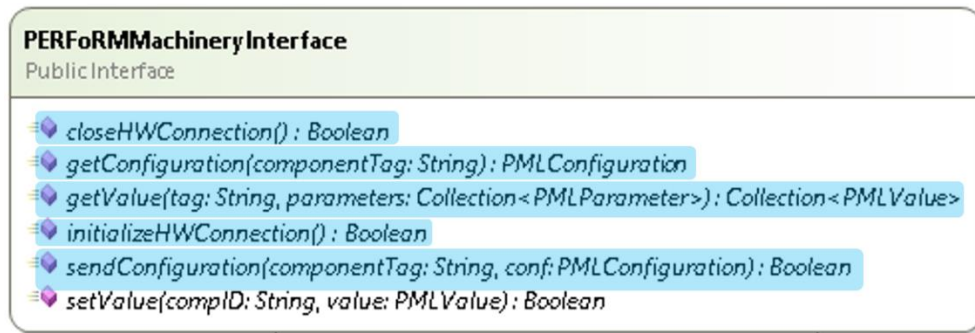 PERFoRMMachineryInterface
Public Interface
closeHWConnection() : Boolean
getConfiguration(componentTag: String) : PMLConfiguration
getValue(tag: String, parameters: Collection<PMLParameter>) : Collection<PMLValue>
initializeHWConnection() : Boolean
sendConfiguration(componentTag: String, conf: PMLConfiguration) : Boolean
setValue(compID: String, value: PMLValue) : Boolean